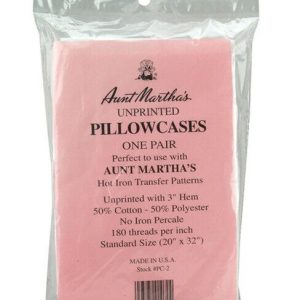 Aunt Martha's
UNPRINTED
PILLOWCASES
ONE PAIR
Perfect to use with
AUNT MARTHA'S
Hot Iron Transfer Patterns
Unprinted with 3" Hem
50% Cotton - 50% Polyester
No Iron Percale
180 threads per inch
Standard Size (20" x 32")
MADE IN U.S.A.
Stock #PC-2